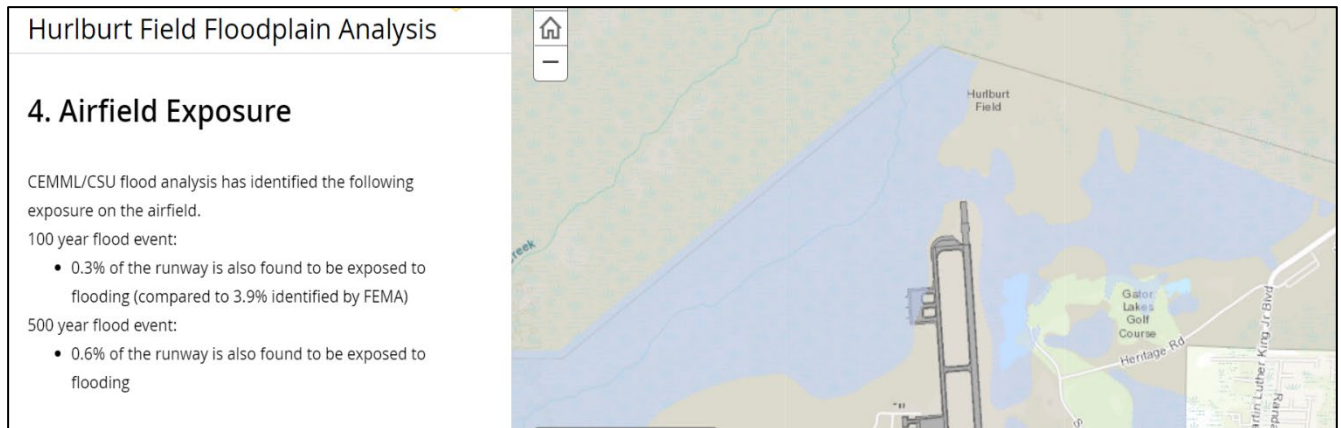 Hurlburt Field Floodplain Analysis
4. Airfield Exposure
CEMML/CSU flood analysis has identified the following
exposure on the airfield.
100 year flood event:
• 0.3% of the runway is also found to be exposed to
flooding (compared to 3.9% identified by FEMA)
500 year flood event:
• 0.6% of the runway is also found to be exposed to
flooding
Hurlburt
Field
Creek
Gator
Lakes
Golf
Course
Heritage Rd
Martin Luther King Jr Blvd